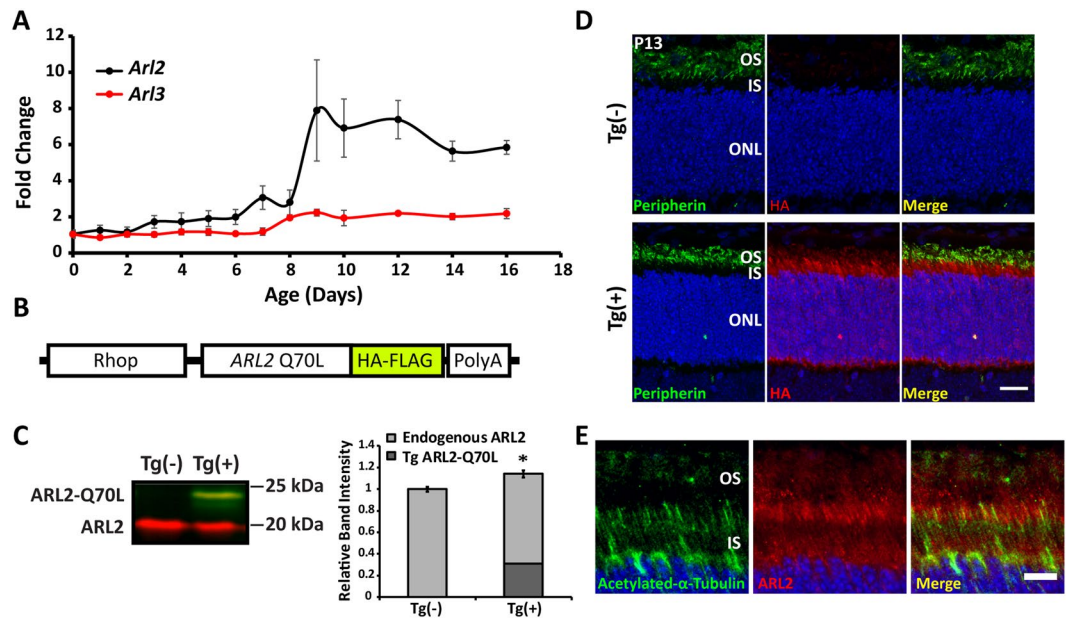 A
Fold Change
12
10
8
6
4
2
0
Arl2
Arl3
0 2 4 6 8 10 12 14 16 18
Age (Days)
B
Rhop
ARL2 Q70L
HA-FLAG
PolyA
C
Tg(-) Tg(+)
ARL2-Q70L
ARL2
25 kDa
20 kDa
Relative Band Intensity
1.4
1.2
1
0.8
0.6
0.4
0.2
0
Endogenous ARL2
Tg ARL2-Q70L
*
Tg(-) Tg(+)
D
Tg(-)
P13
OS
IS
ONL
Peripherin
HA
Merge
Tg(+)
OS
IS
ONL
Peripherin
HA
Merge
E
OS
IS
Acetylated-α-Tubulin
ARL2
Merge